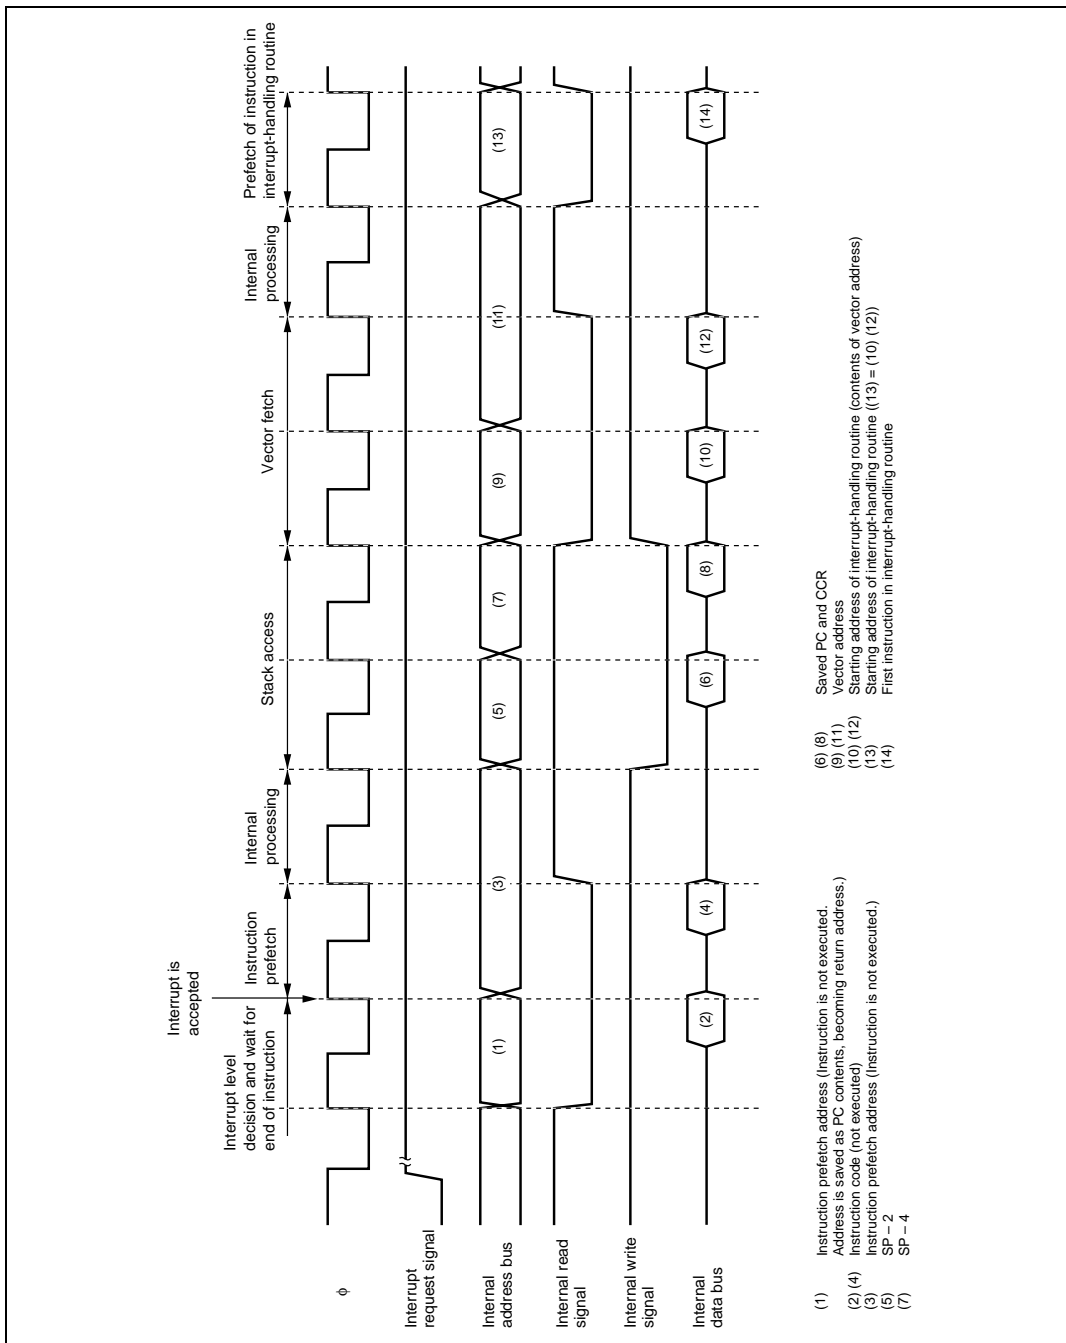 Interrupt is
accepted
Interrupt level
decision and wait for
end of instruction
Instruction
prefetch
Internal
processing
Stack access
Vector fetch
Internal
processing
Prefetch of instruction in
interrupt-handling routine
φ
Interrupt
request signal
Internal
address bus
(1)
(3)
(5)
(7)
(9)
(11)
(13)
Internal read
signal
Internal write
signal
Internal
data bus
(2)
(4)
(6)
(8)
(10)
(12)
(14)
(1) Instruction prefetch address (Instruction is not executed.
Address is saved as PC contents, becoming return address.)
(2) (4) Instruction code (not executed)
(3) Instruction prefetch address (Instruction is not executed.)
(5) SP – 2
(7) SP – 4
(6) (8) Saved PC and CCR
(9) (11) Vector address
(10) (12) Starting address of interrupt-handling routine (contents of vector address)
(13) Starting address of interrupt-handling routine ((13) = (10) (12))
(14) First instruction in interrupt-handling routine